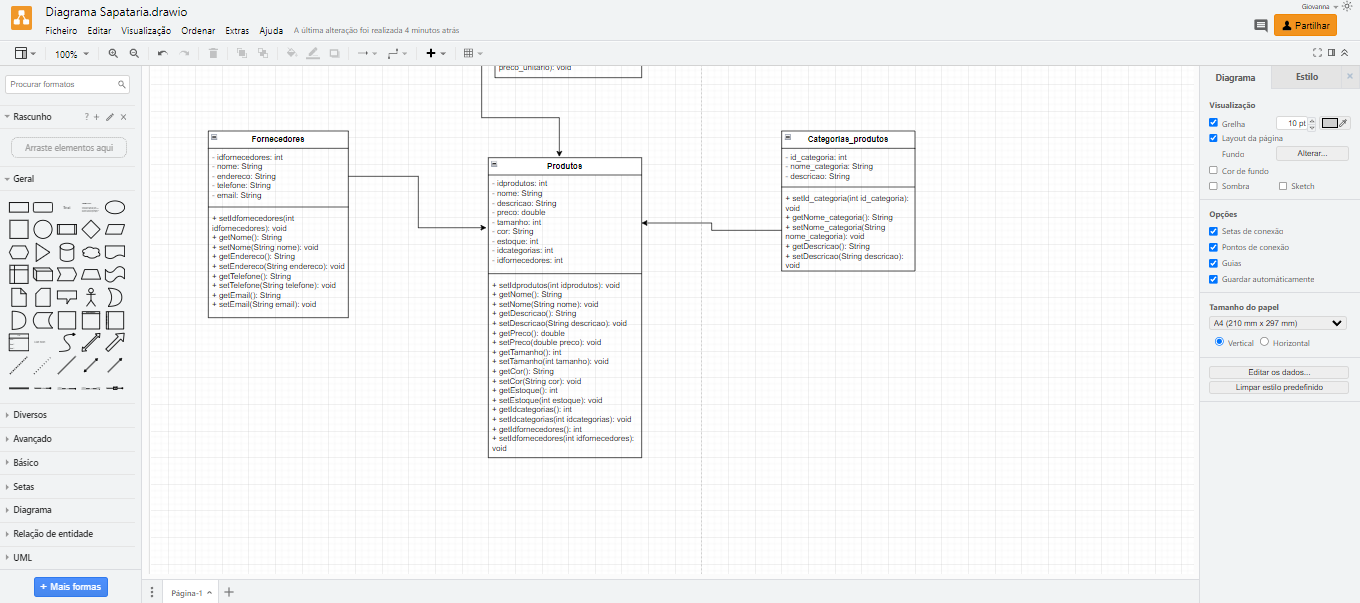 Diagrama Sapataria.drawio
Giovanna
Ficheiro Editar Visualização Ordenar Extras Ajuda A última alteração foi realizada 4 minutos atrás
Partilhar
100%
Procurar formatos
Rascunho
Arraste elementos aqui
Geral
Diversos
Avançado
Básico
Setas
Diagrama
Relação de entidade
UML
+ Mais formas
preco_unitario): void
Fornecedores
- idfornecedores: int
- nome: String
- endereco: String
- telefone: String
- email: String
+ setIdfornecedores(int
idfornecedores): void
+ getNome(): String
+ setNome(String nome): void
+ getEndereco(): String
+ setEndereco(String endereco): void
+ getTelefone(): String
+ setTelefone(String telefone): void
+ getEmail(): String
+ setEmail(String email): void
Produtos
- idprodutos: int
- nome: String
- descricao: String
- preco: double
- tamanho: int
- cor: String
- estoque: int
- idcategorias: int
- idfornecedores: int
+ setIdprodutos(int idprodutos): void
+ getNome(): String
+ setNome(String nome): void
+ getDescricao(): String
+ setDescricao(String descricao): void
+ getPreco(): double
+ setPreco(double preco): void
+ getTamanho(): int
+ setTamanho(int tamanho): void
+ getCor(): String
+ setCor(String cor): void
+ getEstoque(): int
+ setEstoque(int estoque): void
+ getIdcategorias(): int
+ setIdcategorias(int idcategorias): void
+ getIdfornecedores(): int
+ setIdfornecedores(int idfornecedores):
void
Categorias_produtos
- id_categoria: int
- nome_categoria: String
- descricao: String
+ setId_categoria(int id_categoria):
void
+ getNome_categoria(): String
+ setNome_categoria(String
nome_categoria): void
+ getDescricao(): String
+ setDescricao(String descricao):
void
Página-1
Diagrama Estilo
Visualização
Grelha 10 pt
Layout da página
Fundo Alterar...
Cor de fundo
Sombra Sketch
Opções
Setas de conexão
Pontos de conexão
Guias
Guardar automáticamente
Tamanho do papel
A4 (210 mm x 297 mm)
Vertical Horizontal
Editar os dados...
Limpar estilo predefinido